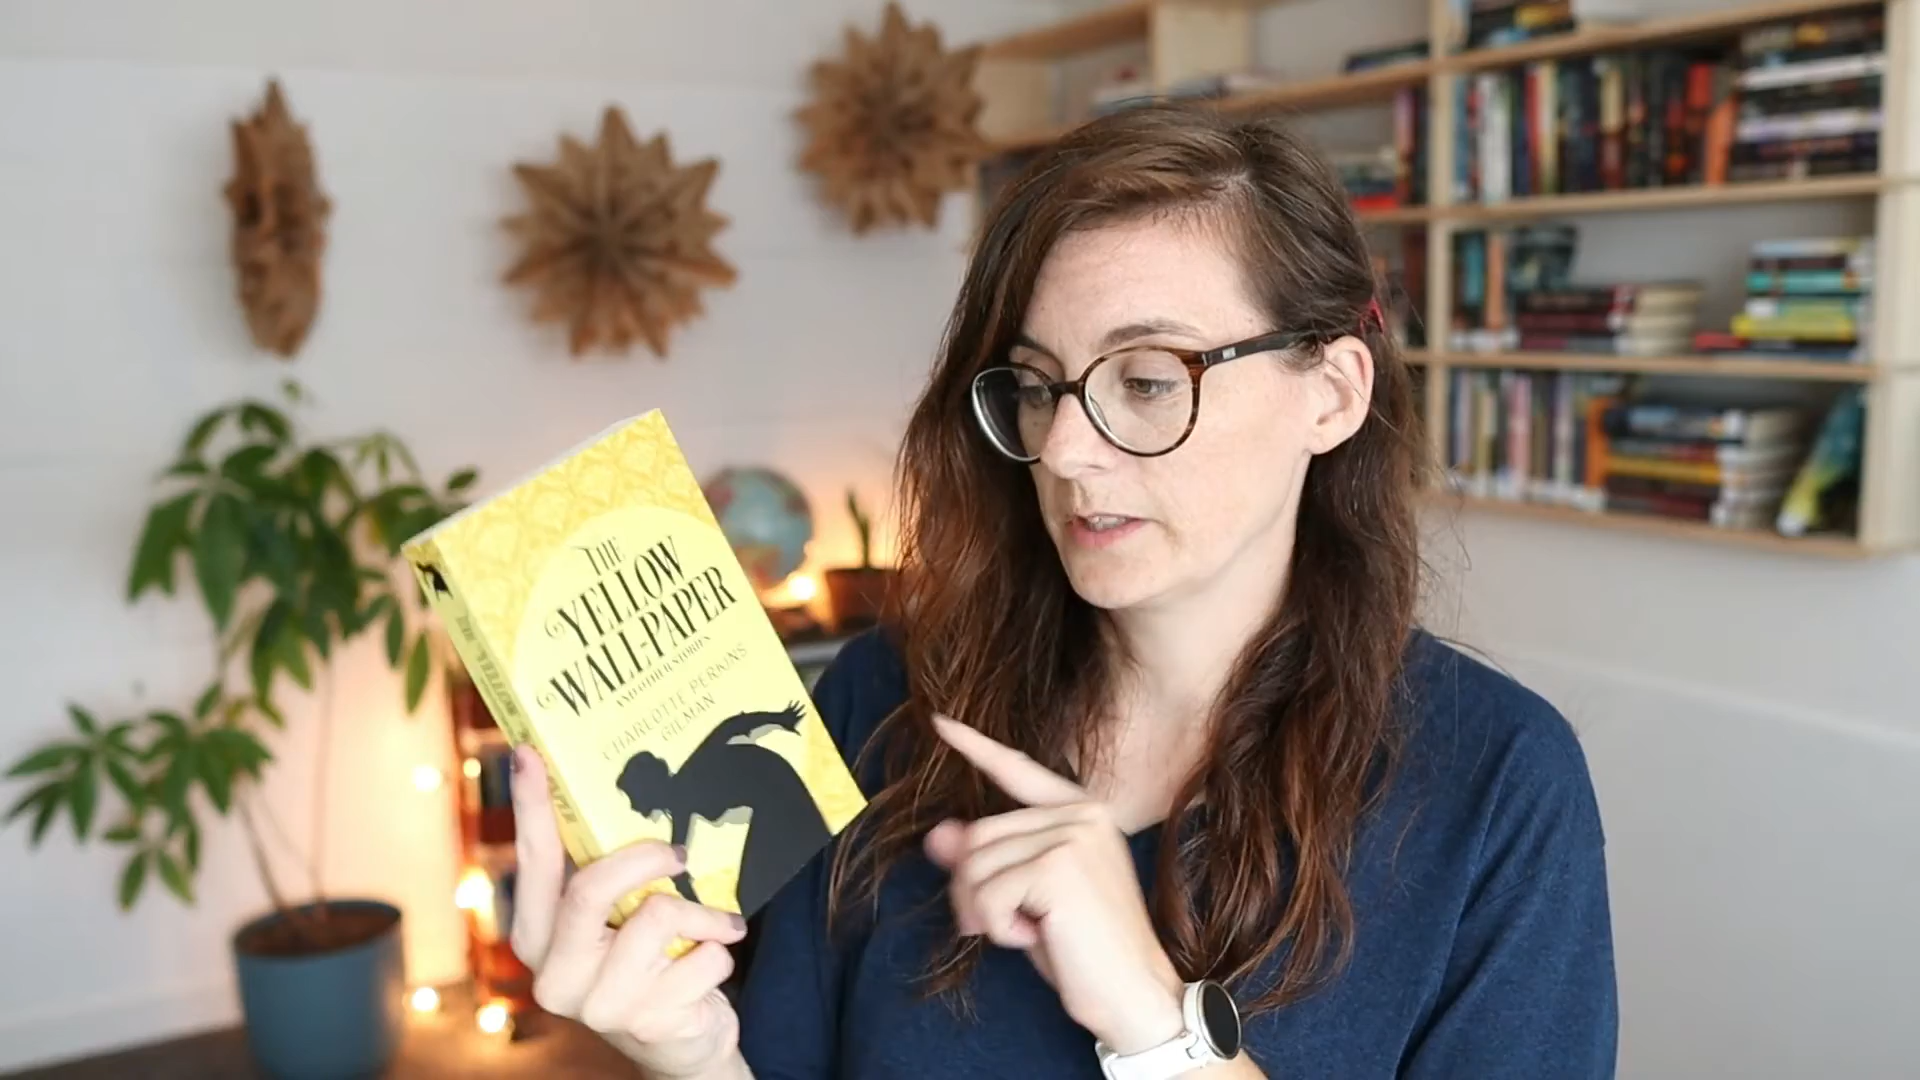 THE
YELLOW
WALL-PAPER
AND OTHER STORIES
CHARLOTTE PERKINS
GILMAN